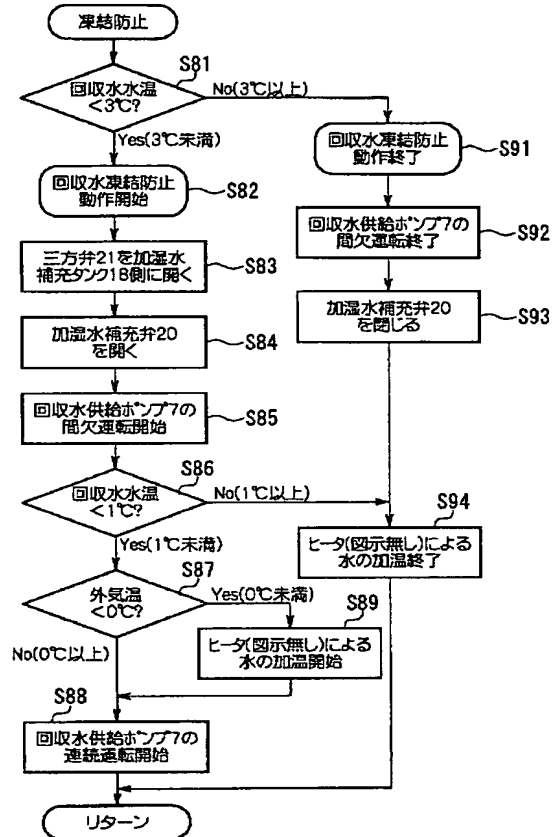 凍結防止
S81
回収水水温
<3℃?
No(3℃以上)
Yes(3℃未満)
回収水凍結防止
動作開始
S82
三方弁21を加湿水
補充タンク18側に開く
S83
加湿水補充弁20
を開く
S84
回収水供給ポンプ7の
間欠運転開始
S85
S86
回収水水温
<1℃?
No(1℃以上)
Yes(1℃未満)
S87
外気温
<0℃?
Yes(0℃未満)
No(0℃以上)
S89
ヒータ(図示無し)による
水の加温開始
S88
回収水供給ポンプ7の
連続運転開始
リターン
回収水凍結防止
動作終了
S91
回収水供給ポンプ7の
間欠運転終了
S92
加湿水補充弁20
を閉じる
S93
S94
ヒータ(図示無し)による
水の加温終了